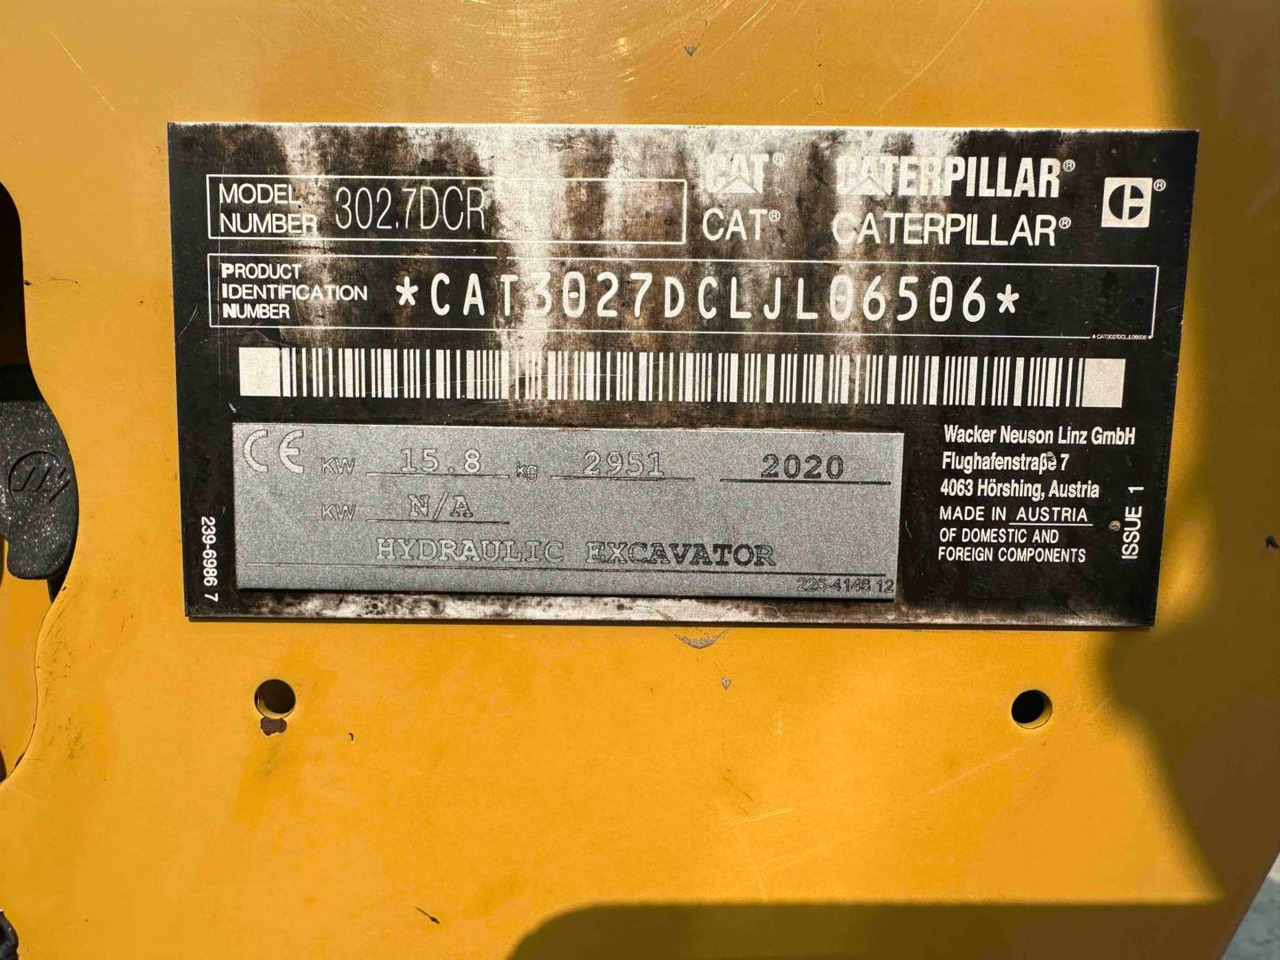 MODEL NUMBER 302.7DCR
CAT® CATERPILLAR®
CAT® CATERPILLAR®
PRODUCT IDENTIFICATION NUMBER *CAT3027DCLJL06506*
*CAT3027DCLJL06506*
CE KW 15.8 kg 2951 2020
KW N/A
HYDRAULIC EXCAVATOR
225-4148 12
Wacker Neuson Linz GmbH
Flughafenstraße 7
4063 Hörshing, Austria
MADE IN AUSTRIA
OF DOMESTIC AND
FOREIGN COMPONENTS
ISSUE 1
239-6986 7